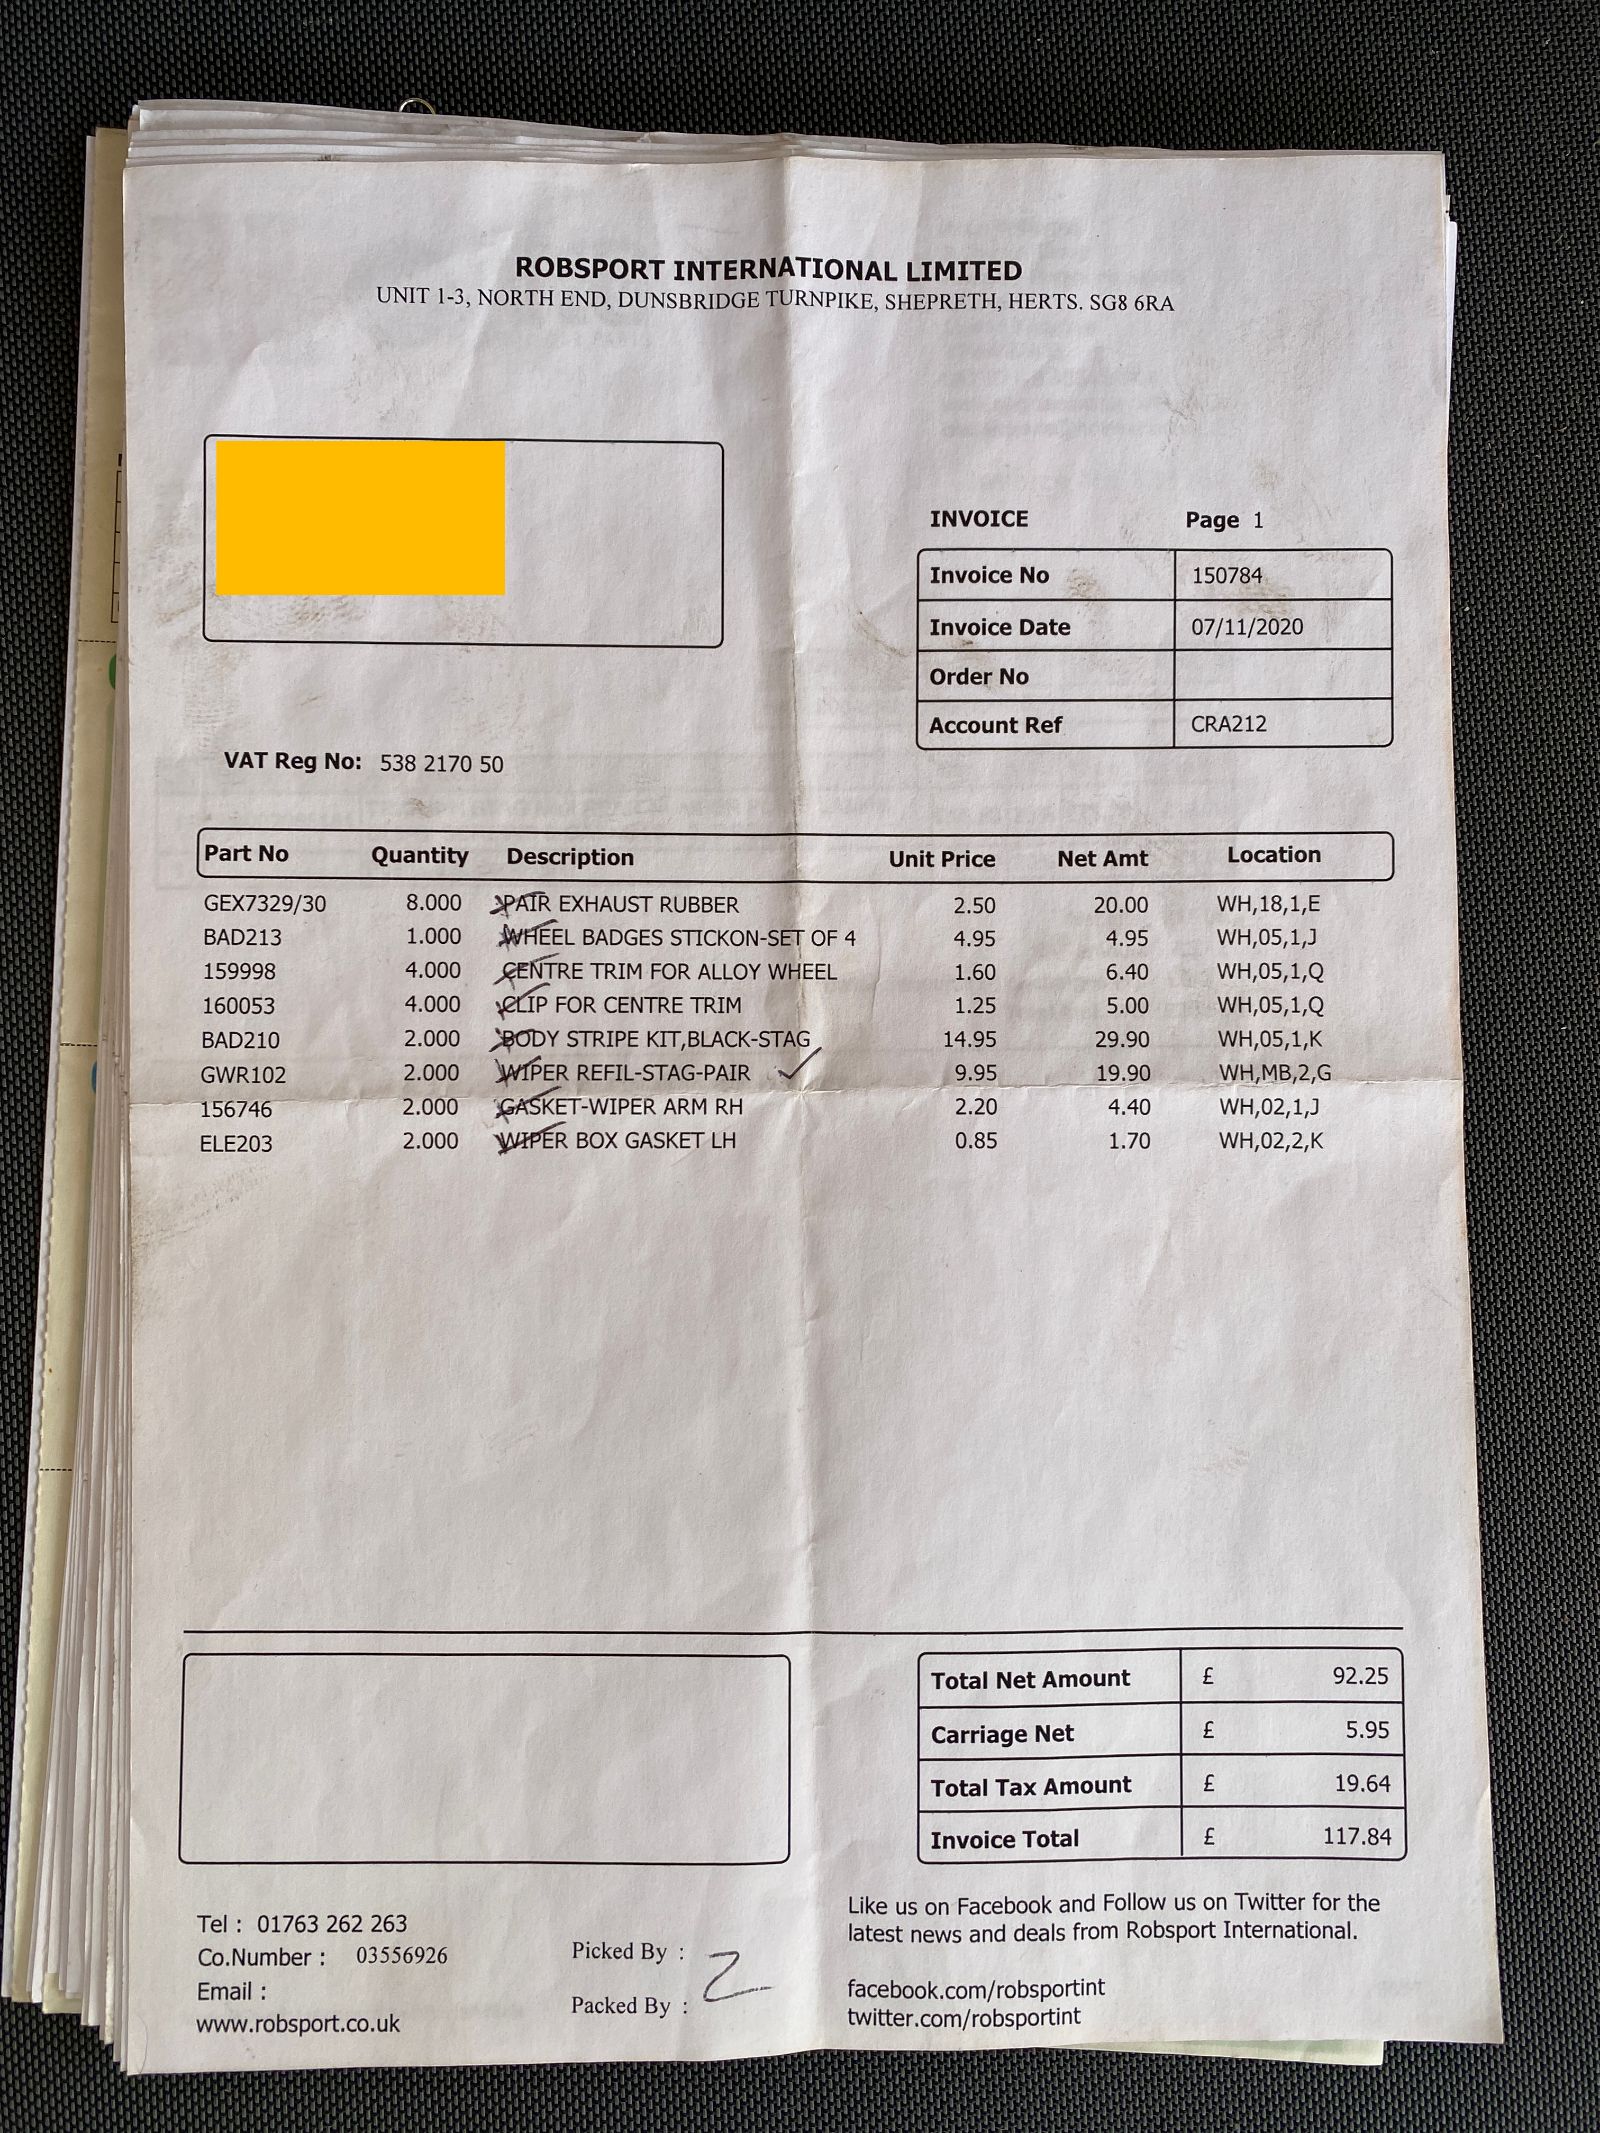 ROBSPORT INTERNATIONAL LIMITED
UNIT 1-3, NORTH END, DUNSBRIDGE TURNPIKE, SHEPRETH, HERTS. SG8 6RA
INVOICE Page 1
Invoice No 150784
Invoice Date 07/11/2020
Order No
Account Ref CRA212
VAT Reg No: 538 2170 50
Part No Quantity Description Unit Price Net Amt Location
GEX7329/30 8.000 PAIR EXHAUST RUBBER 2.50 20.00 WH,18,1,E
BAD213 1.000 WHEEL BADGES STICKON-SET OF 4 4.95 4.95 WH,05,1,J
159998 4.000 CENTRE TRIM FOR ALLOY WHEEL 1.60 6.40 WH,05,1,Q
160053 4.000 CLIP FOR CENTRE TRIM 1.25 5.00 WH,05,1,Q
BAD210 2.000 BODY STRIPE KIT,BLACK-STAG 14.95 29.90 WH,05,1,K
GWR102 2.000 WIPER REFIL-STAG-PAIR 9.95 19.90 WH,MB,2,G
156746 2.000 GASKET-WIPER ARM RH 2.20 4.40 WH,02,1,J
ELE203 2.000 WIPER BOX GASKET LH 0.85 1.70 WH,02,2,K
Total Net Amount £ 92.25
Carriage Net £ 5.95
Total Tax Amount £ 19.64
Invoice Total £ 117.84
Tel : 01763 262 263
Co.Number : 03556926
Email :
www.robsport.co.uk
Picked By :
Packed By :
Like us on Facebook and Follow us on Twitter for the
latest news and deals from Robsport International.
facebook.com/robsportint
twitter.com/robsportint